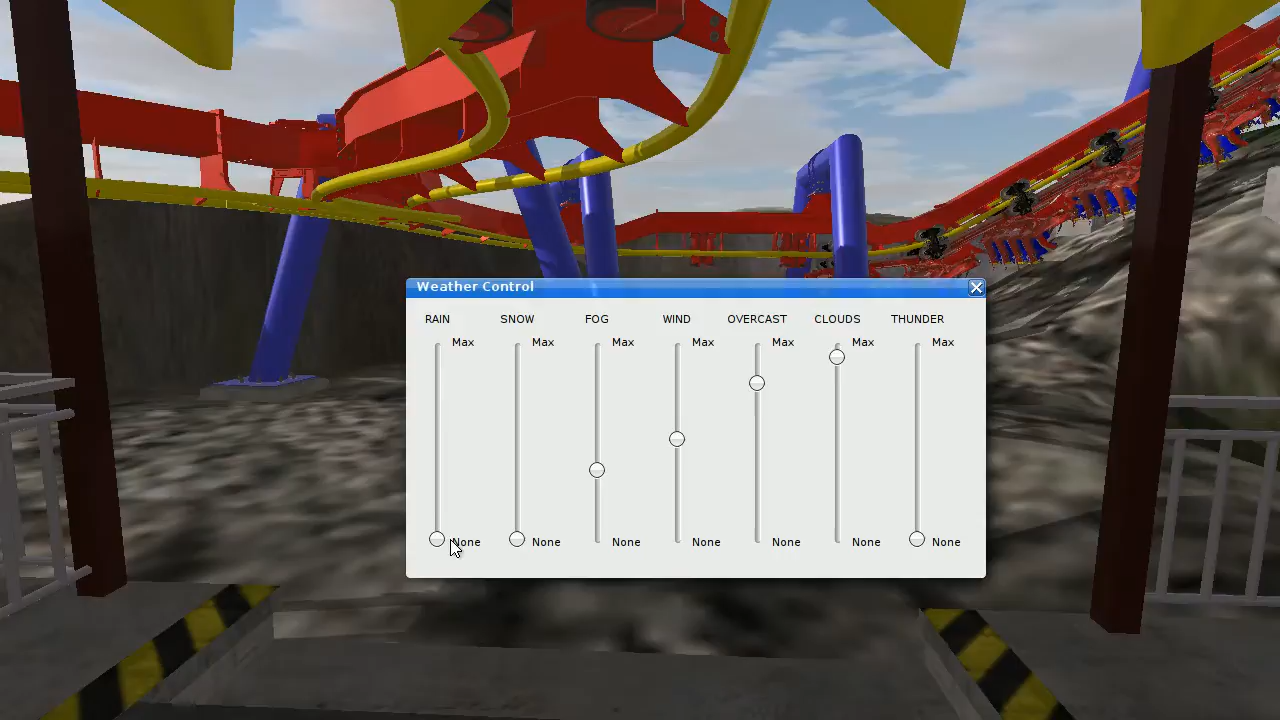 Weather Control
RAIN SNOW FOG WIND OVERCAST CLOUDS THUNDER
Max Max Max Max Max Max Max
None None None None None None None